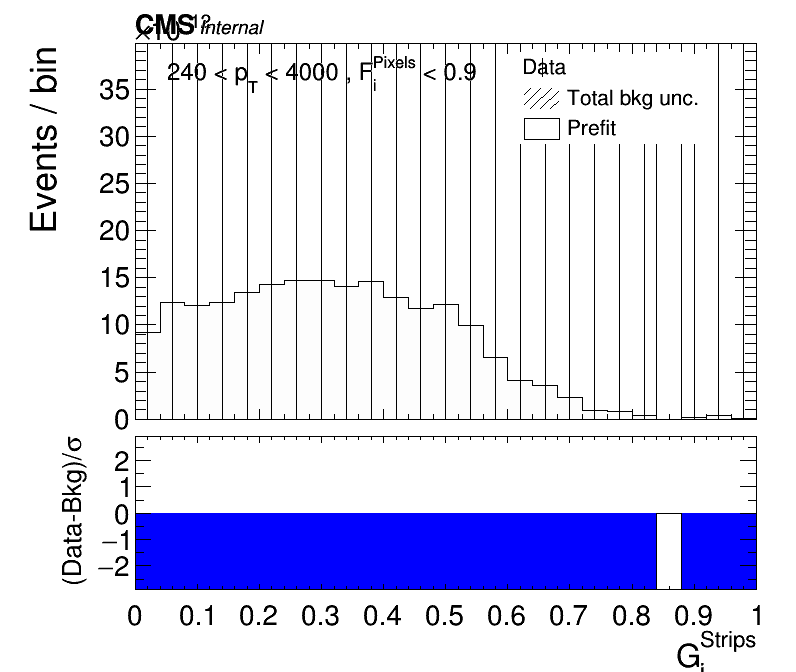 CMS Internal
×10¹²
240 < p_T < 4000 , F_i^Pixels < 0.9
Data
Total bkg unc.
Prefit
Events / bin
35
30
25
20
15
10
5
0
(Data-Bkg)/σ
2
1
0
−1
−2
0 0.1 0.2 0.3 0.4 0.5 0.6 0.7 0.8 0.9 1
G_i^Strips